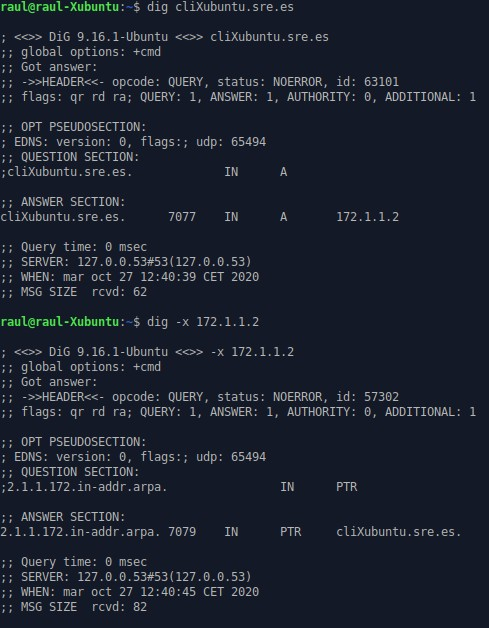 raul@raul-Xubuntu:~$ dig cliXubuntu.sre.es
; <<>> DiG 9.16.1-Ubuntu <<>> cliXubuntu.sre.es
;; global options: +cmd
;; Got answer:
;; ->>HEADER<<- opcode: QUERY, status: NOERROR, id: 63101
;; flags: qr rd ra; QUERY: 1, ANSWER: 1, AUTHORITY: 0, ADDITIONAL: 1
;; OPT PSEUDOSECTION:
; EDNS: version: 0, flags:; udp: 65494
;; QUESTION SECTION:
;cliXubuntu.sre.es. IN A
;; ANSWER SECTION:
cliXubuntu.sre.es. 7077 IN A 172.1.1.2
;; Query time: 0 msec
;; SERVER: 127.0.0.53#53(127.0.0.53)
;; WHEN: mar oct 27 12:40:39 CET 2020
;; MSG SIZE rcvd: 62
raul@raul-Xubuntu:~$ dig -x 172.1.1.2
; <<>> DiG 9.16.1-Ubuntu <<>> -x 172.1.1.2
;; global options: +cmd
;; Got answer:
;; ->>HEADER<<- opcode: QUERY, status: NOERROR, id: 57302
;; flags: qr rd ra; QUERY: 1, ANSWER: 1, AUTHORITY: 0, ADDITIONAL: 1
;; OPT PSEUDOSECTION:
; EDNS: version: 0, flags:; udp: 65494
;; QUESTION SECTION:
;2.1.1.172.in-addr.arpa. IN PTR
;; ANSWER SECTION:
2.1.1.172.in-addr.arpa. 7079 IN PTR cliXubuntu.sre.es.
;; Query time: 0 msec
;; SERVER: 127.0.0.53#53(127.0.0.53)
;; WHEN: mar oct 27 12:40:45 CET 2020
;; MSG SIZE rcvd: 82